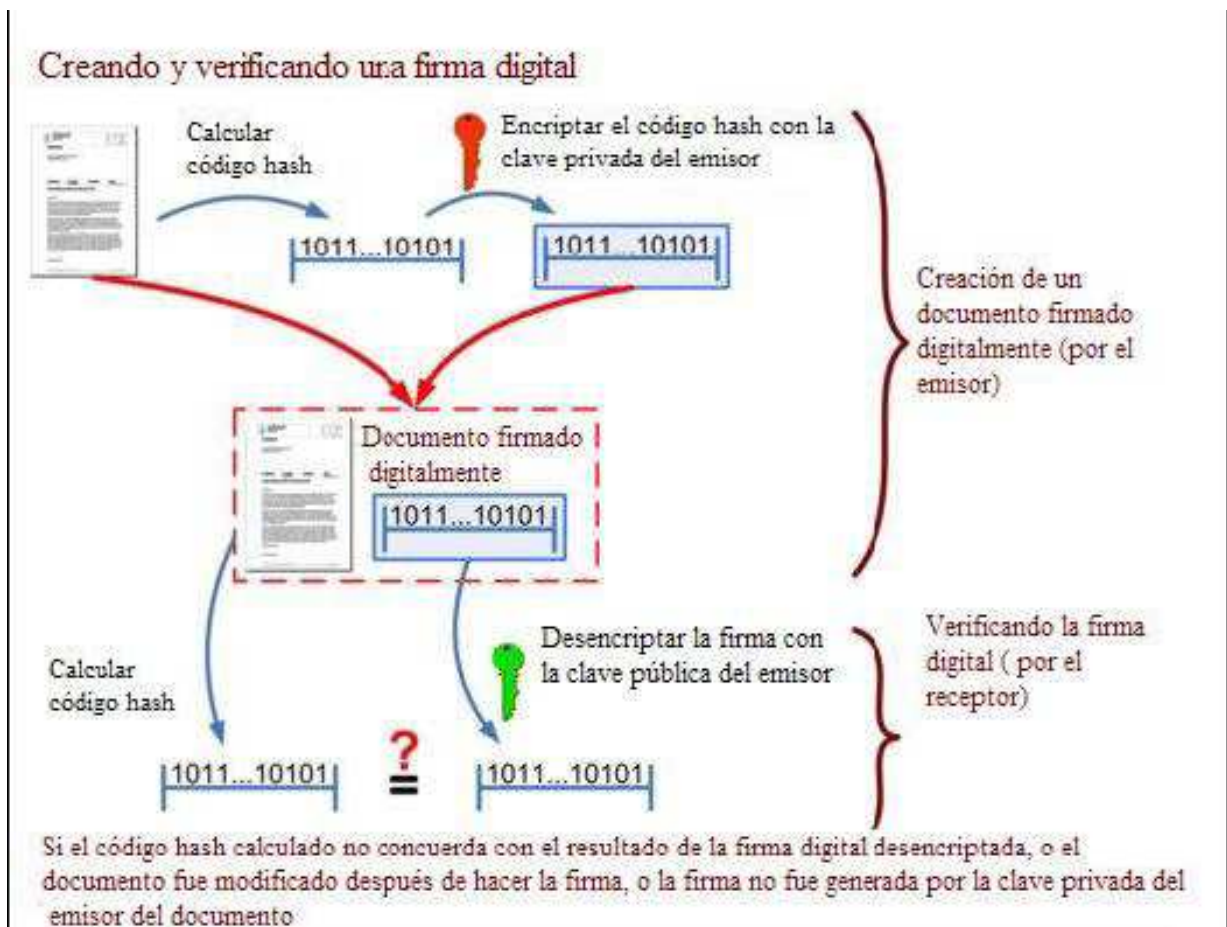 Creando y verificando una firma digital
Calcular
código hash
Encriptar el código hash con la
clave privada del emisor
1011...10101
1011...10101
Creación de un
documento firmado
digitalmente (por el
emisor)
Documento firmado
digitalmente
1011...10101
Calcular
código hash
Desencriptar la firma con
la clave pública del emisor
Verificando la firma
digital ( por el
receptor)
1011...10101
?
=
1011...10101
Si el código hash calculado no concuerda con el resultado de la firma digital desencriptada, o el
documento fue modificado después de hacer la firma, o la firma no fue generada por la clave privada del
emisor del documento